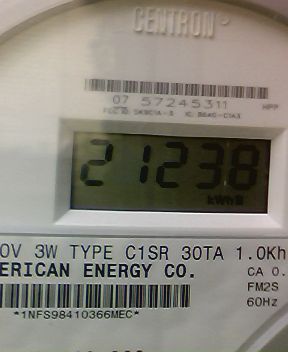 CENTRON
07 57245311 HPP
21238
kWh
0V 3W TYPE C1SR 30TA 1.0Kh
ERICAN ENERGY CO. CA 0.
FM2S
60Hz
*1NFS98410366MEC*